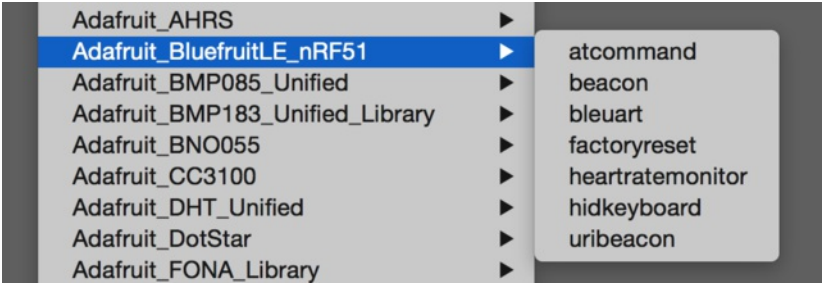 Adafruit_AHRS
Adafruit_BluefruitLE_nRF51
Adafruit_BMP085_Unified
Adafruit_BMP183_Unified_Library
Adafruit_BNO055
Adafruit_CC3100
Adafruit_DHT_Unified
Adafruit_DotStar
Adafruit_FONA_Library
atcommand
beacon
bleuart
factoryreset
heartratemonitor
hidkeyboard
uribeacon